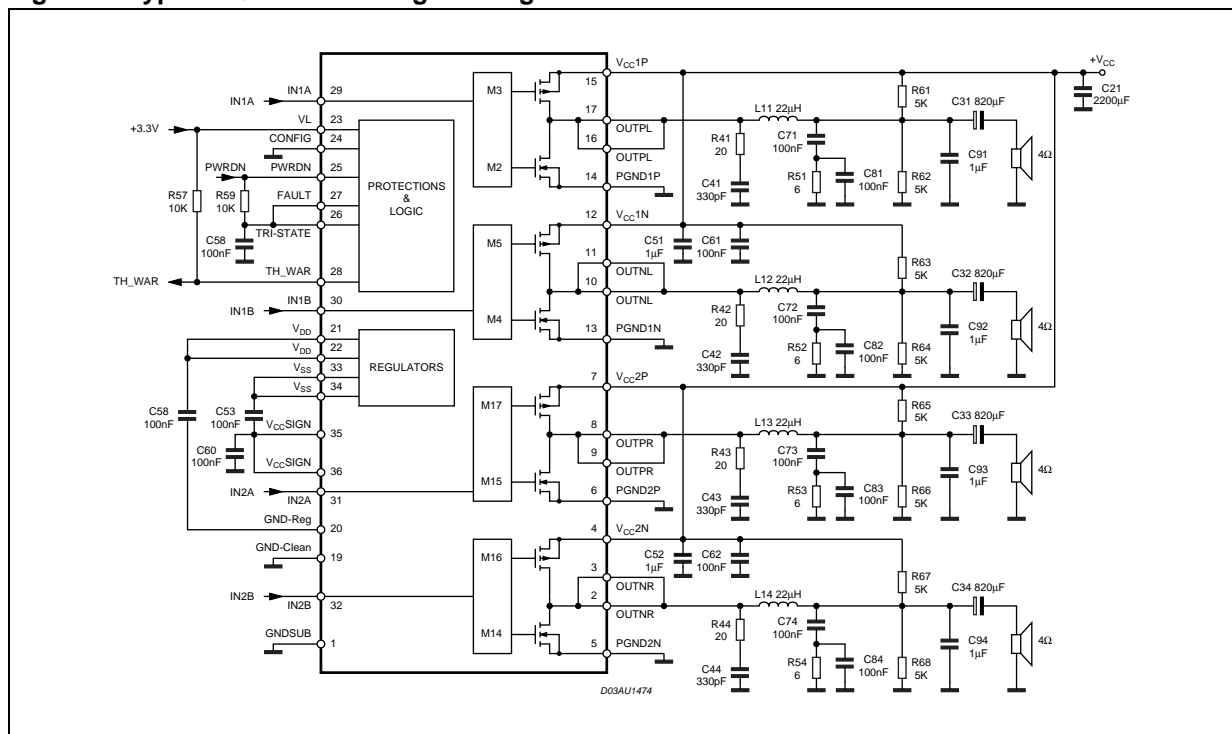 IN1A
IN1A
29
VL
23
+3.3V
CONFIG
24
PWRDN
PWRDN
25
R57
10K
R59
10K
FAULT
27
26
TRI-STATE
C58
100nF
TH_WAR
TH_WAR
28
PROTECTIONS
&
LOGIC
IN1B
IN1B
30
VDD
21
VDD
22
VSS
33
VSS
34
REGULATORS
C58
100nF
C53
100nF
VCCSIGN
35
C60
100nF
VCCSIGN
36
IN2A
IN2A
31
GND-Reg
20
GND-Clean
19
IN2B
IN2B
32
GNDSUB
1
M3
M2
M5
M4
M17
M15
M16
M14
VCC1P
15
17
OUTPL
16
OUTPL
14
PGND1P
12
VCC1N
11
OUTNL
10
OUTNL
13
PGND1N
7
VCC2P
8
OUTPR
9
OUTPR
6
PGND2P
4
VCC2N
3
OUTNR
2
OUTNR
5
PGND2N
+VCC
C21
2200µF
L11 22µH
R41
20
C41
330pF
C71
100nF
R51
6
C81
100nF
R61
5K
R62
5K
C31 820µF
C91
1µF
4Ω
C51
1µF
C61
100nF
L12 22µH
R42
20
C42
330pF
C72
100nF
R52
6
C82
100nF
R63
5K
R64
5K
C32 820µF
C92
1µF
4Ω
L13 22µH
R43
20
C43
330pF
C73
100nF
R53
6
C83
100nF
R65
5K
R66
5K
C33 820µF
C93
1µF
4Ω
C52
1µF
C62
100nF
L14 22µH
R44
20
C44
330pF
C74
100nF
R54
6
C84
100nF
R67
5K
R68
5K
C34 820µF
C94
1µF
4Ω
D03AU1474